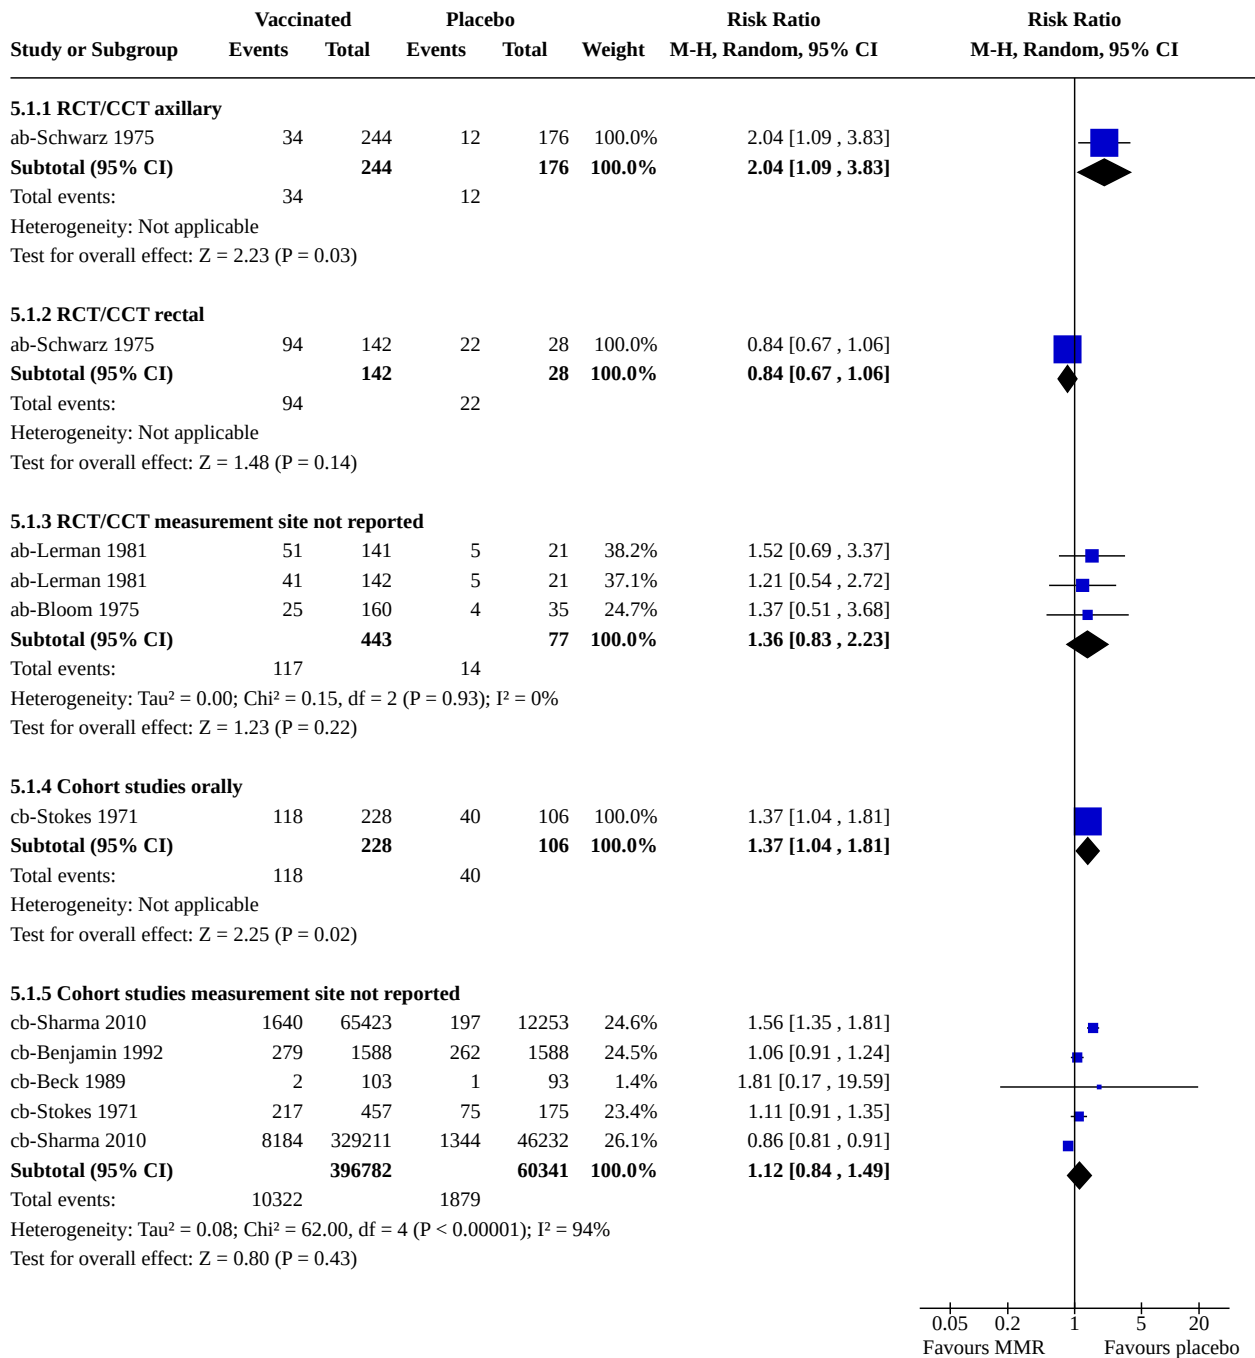 Vaccinated Placebo Risk Ratio Risk Ratio
Study or Subgroup Events Total Events Total Weight M-H, Random, 95% CI M-H, Random, 95% CI
5.1.1 RCT/CCT axillary
ab-Schwarz 1975 34 244 12 176 100.0% 2.04 [1.09 , 3.83]
Subtotal (95% CI) 244 176 100.0% 2.04 [1.09 , 3.83]
Total events: 34 12
Heterogeneity: Not applicable
Test for overall effect: Z = 2.23 (P = 0.03)
5.1.2 RCT/CCT rectal
ab-Schwarz 1975 94 142 22 28 100.0% 0.84 [0.67 , 1.06]
Subtotal (95% CI) 142 28 100.0% 0.84 [0.67 , 1.06]
Total events: 94 22
Heterogeneity: Not applicable
Test for overall effect: Z = 1.48 (P = 0.14)
5.1.3 RCT/CCT measurement site not reported
ab-Lerman 1981 51 141 5 21 38.2% 1.52 [0.69 , 3.37]
ab-Lerman 1981 41 142 5 21 37.1% 1.21 [0.54 , 2.72]
ab-Bloom 1975 25 160 4 35 24.7% 1.37 [0.51 , 3.68]
Subtotal (95% CI) 443 77 100.0% 1.36 [0.83 , 2.23]
Total events: 117 14
Heterogeneity: Tau² = 0.00; Chi² = 0.15, df = 2 (P = 0.93); I² = 0%
Test for overall effect: Z = 1.23 (P = 0.22)
5.1.4 Cohort studies orally
cb-Stokes 1971 118 228 40 106 100.0% 1.37 [1.04 , 1.81]
Subtotal (95% CI) 228 106 100.0% 1.37 [1.04 , 1.81]
Total events: 118 40
Heterogeneity: Not applicable
Test for overall effect: Z = 2.25 (P = 0.02)
5.1.5 Cohort studies measurement site not reported
cb-Sharma 2010 1640 65423 197 12253 24.6% 1.56 [1.35 , 1.81]
cb-Benjamin 1992 279 1588 262 1588 24.5% 1.06 [0.91 , 1.24]
cb-Beck 1989 2 103 1 93 1.4% 1.81 [0.17 , 19.59]
cb-Stokes 1971 217 457 75 175 23.4% 1.11 [0.91 , 1.35]
cb-Sharma 2010 8184 329211 1344 46232 26.1% 0.86 [0.81 , 0.91]
Subtotal (95% CI) 396782 60341 100.0% 1.12 [0.84 , 1.49]
Total events: 10322 1879
Heterogeneity: Tau² = 0.08; Chi² = 62.00, df = 4 (P < 0.00001); I² = 94%
Test for overall effect: Z = 0.80 (P = 0.43)
0.05 0.2 1 5 20
Favours MMR Favours placebo